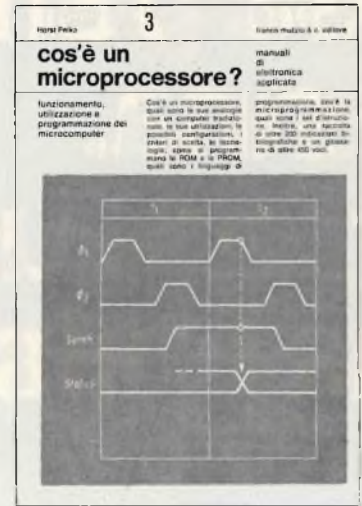 Horst Pelka
3
franco muzzio & c. editore
cos'è un
microprocessore?
manuali
di
elettronica
applicata
funzionamento,
utilizzazione e
programmazione dei
microcomputer
Cos'è un microprocessore,
quali sono le sue analogie
con un computer tradizio-
nale, le sue utilizzazioni, le
possibili configurazioni, i
criteri di scelta, le tecno-
logie, come si program-
mano le ROM e le PROM,
quali sono i linguaggi di
programmazione, cos'è la
microprogrammazione,
quali sono i set d'istruzio-
ne. Inoltre, una raccolta
di oltre 200 indicazioni bi-
bliografiche e un glossa-
rio di oltre 450 voci.
Status